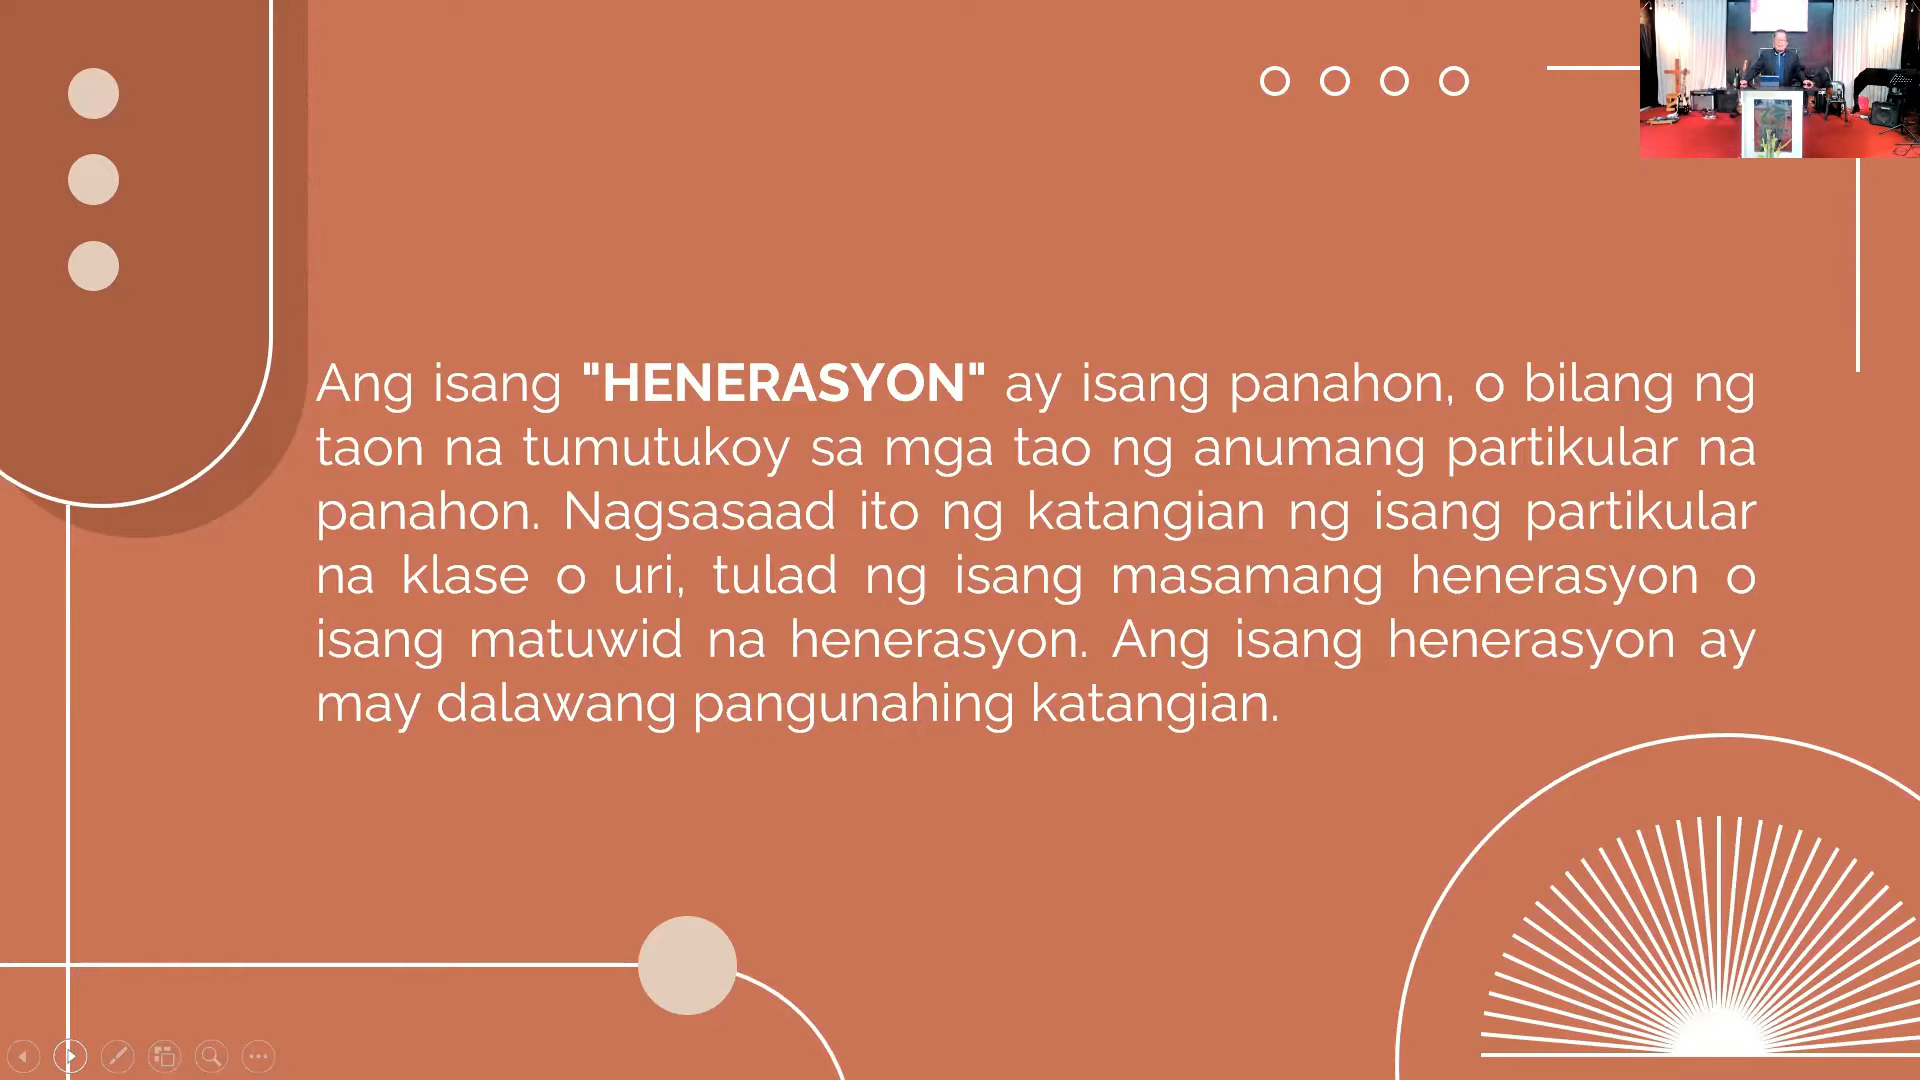 Ang isang "HENERASYON" ay isang panahon, o bilang ng
taon na tumutukoy sa mga tao ng anumang partikular na
panahon. Nagsasaad ito ng katangian ng isang partikular
na klase o uri, tulad ng isang masamang henerasyon o
isang matuwid na henerasyon. Ang isang henerasyon ay
may dalawang pangunahing katangian.